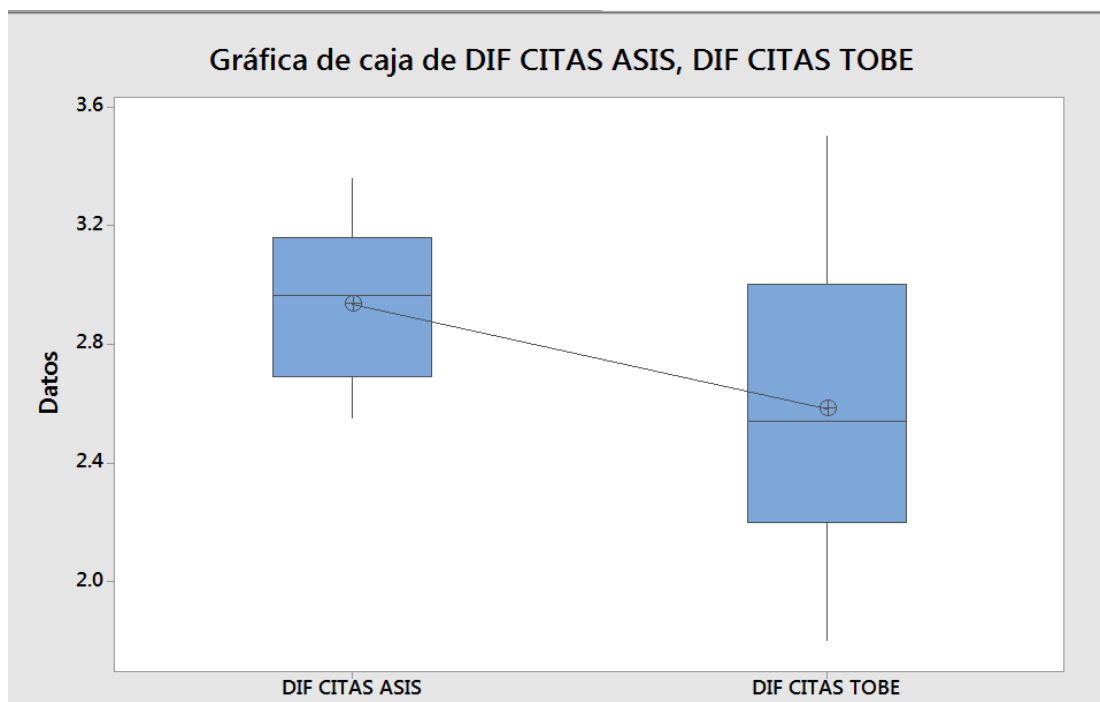 Gráfica de caja de DIF CITAS ASIS, DIF CITAS TOBE
3.6
3.2
2.8
2.4
2.0
Datos
DIF CITAS ASIS
DIF CITAS TOBE